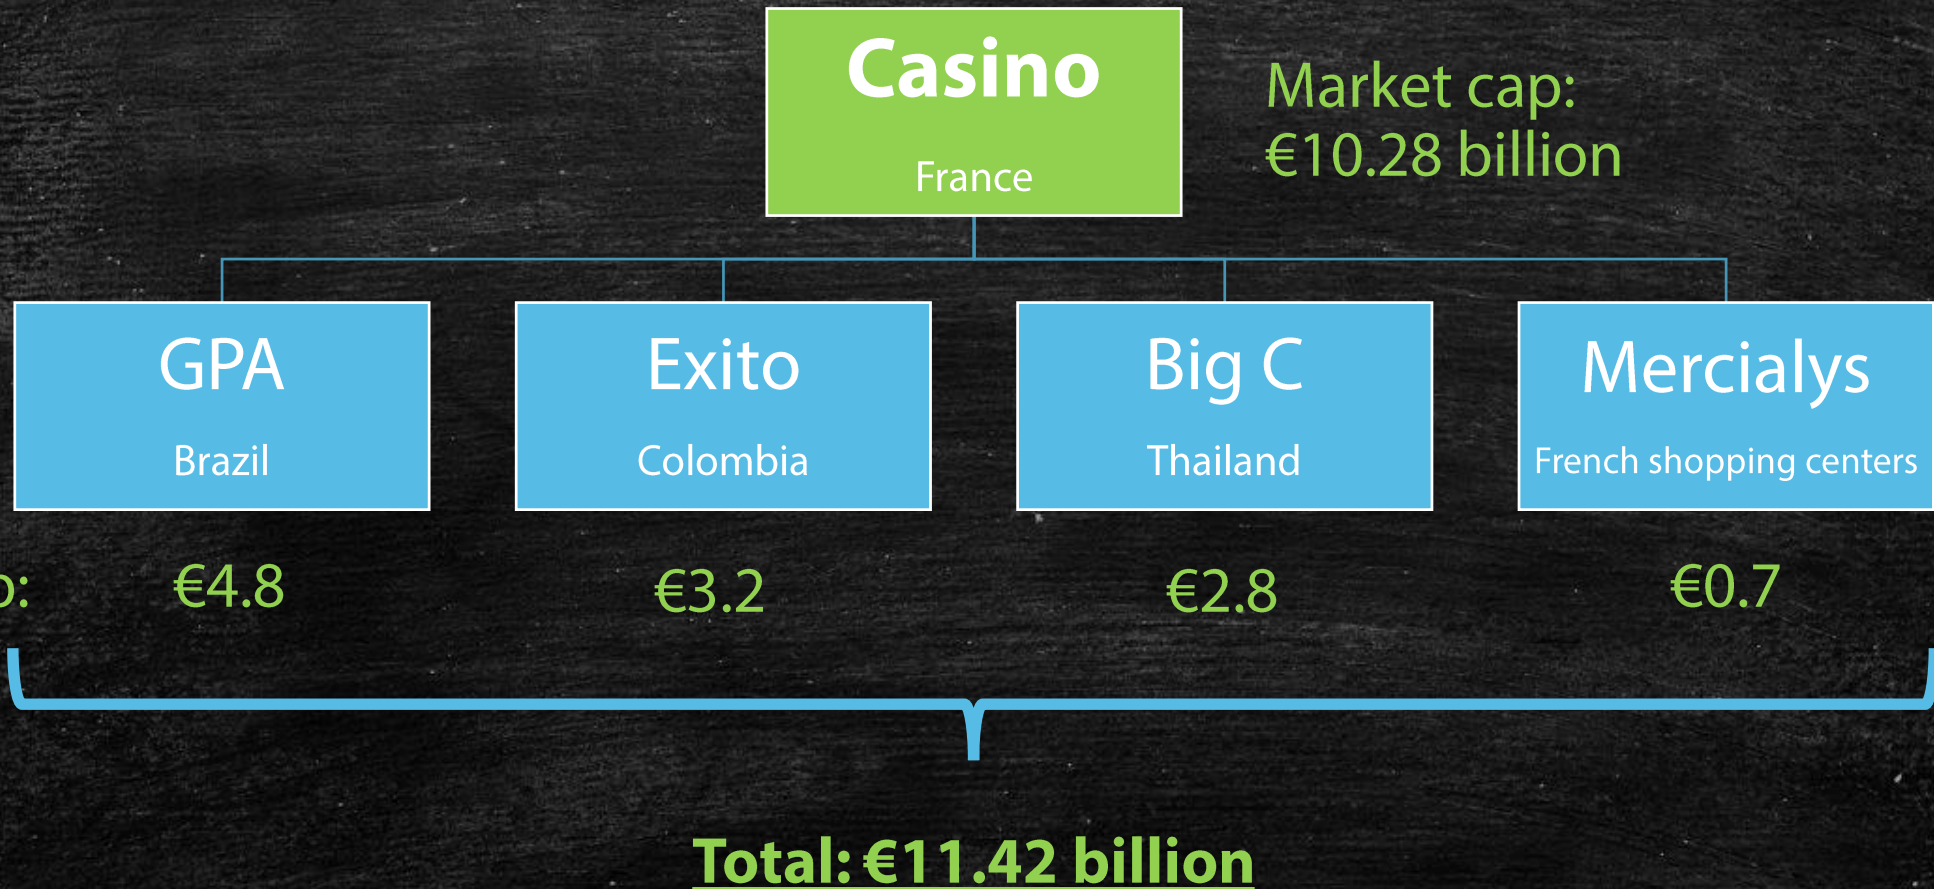 Casino
France
Market cap:
€10.28 billion
GPA
Brazil
Exito
Colombia
Big C
Thailand
Mercialys
French shopping centers
€4.8
€3.2
€2.8
€0.7
Total: €11.42 billion